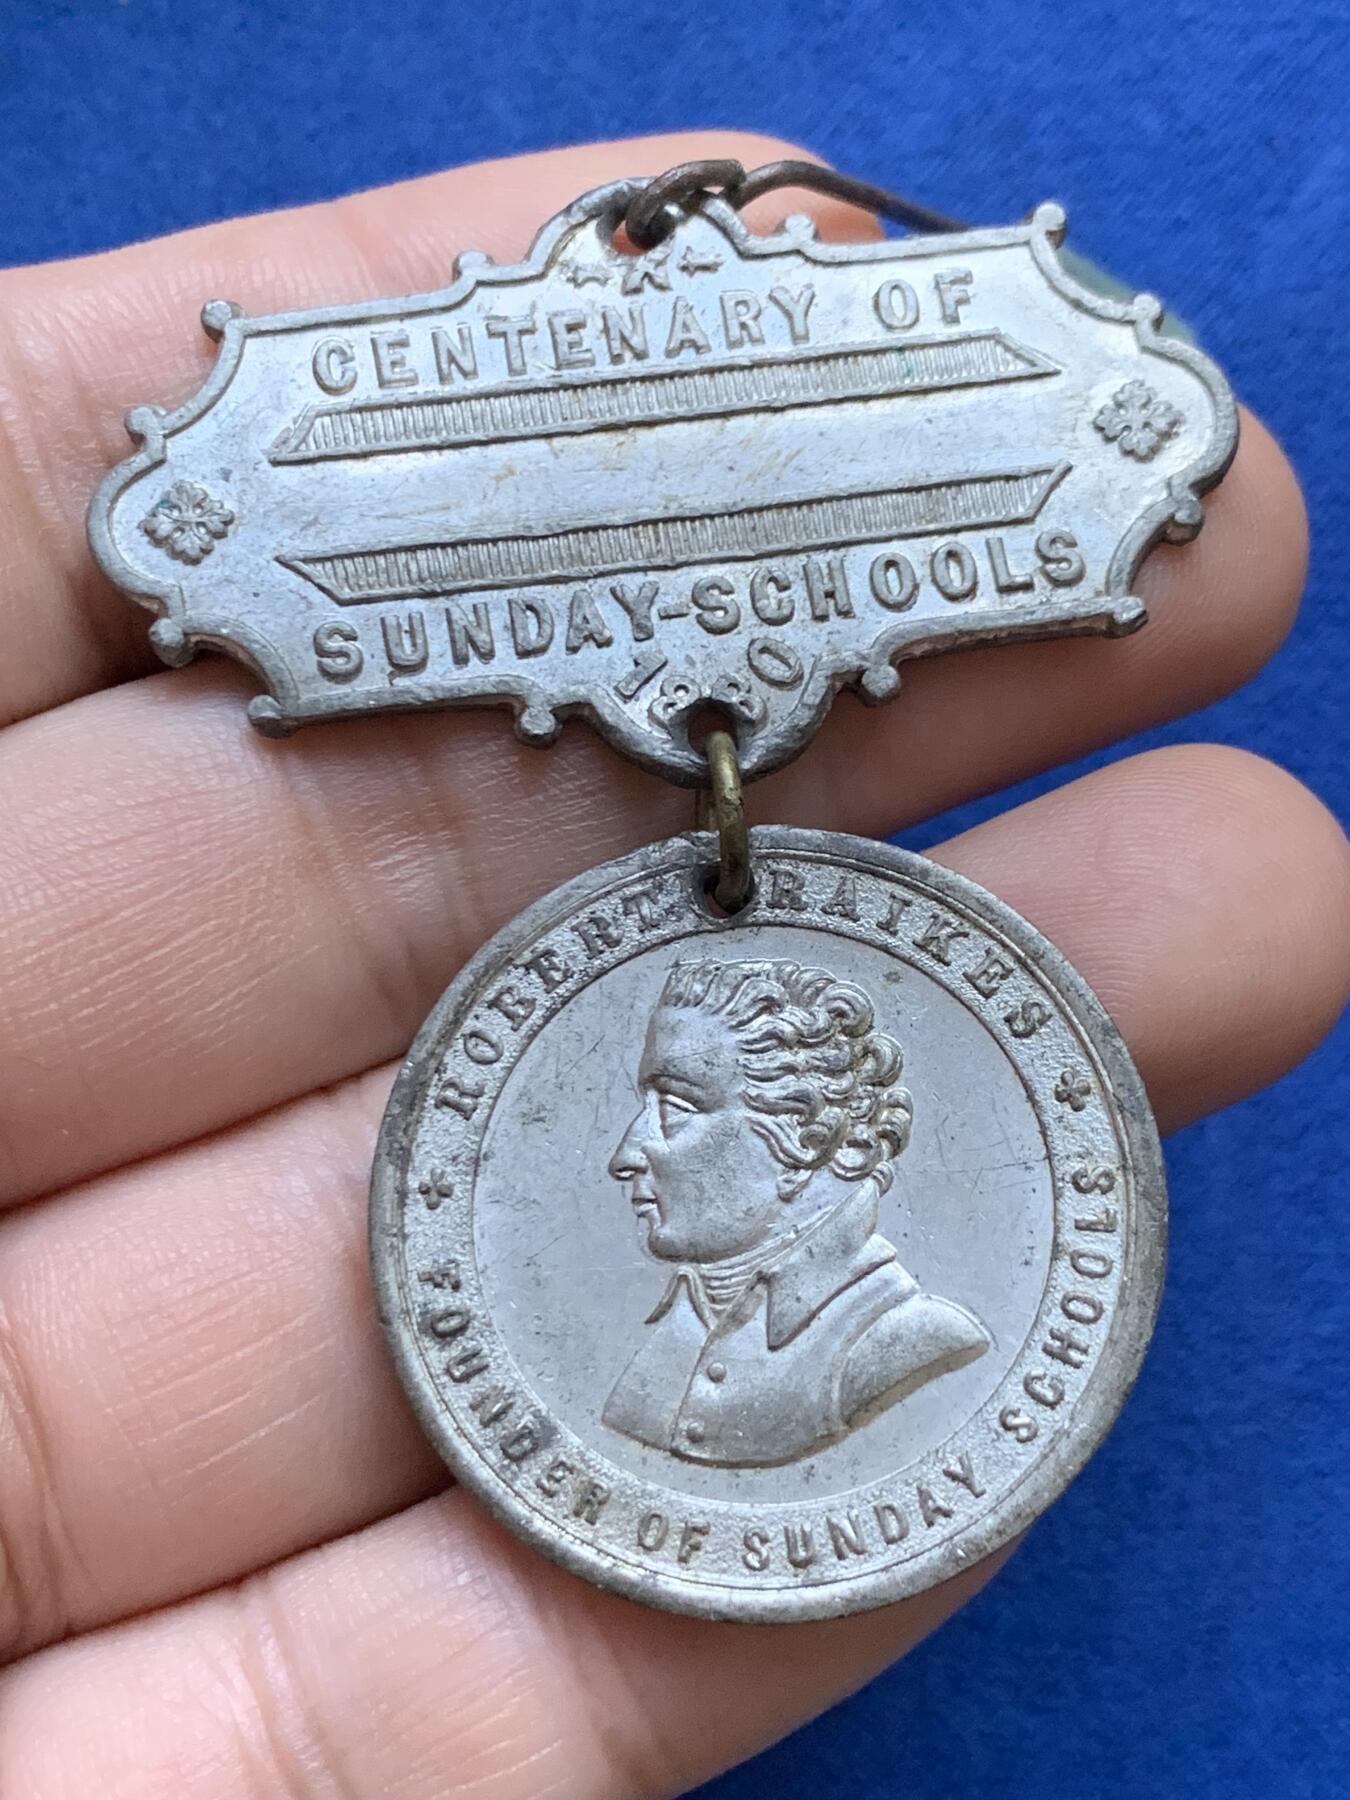 CENTENARY OF
SUNDAY-SCHOOLS
1880
ROBERT RAIKES
FOUNDER OF SUNDAY SCHOOLS